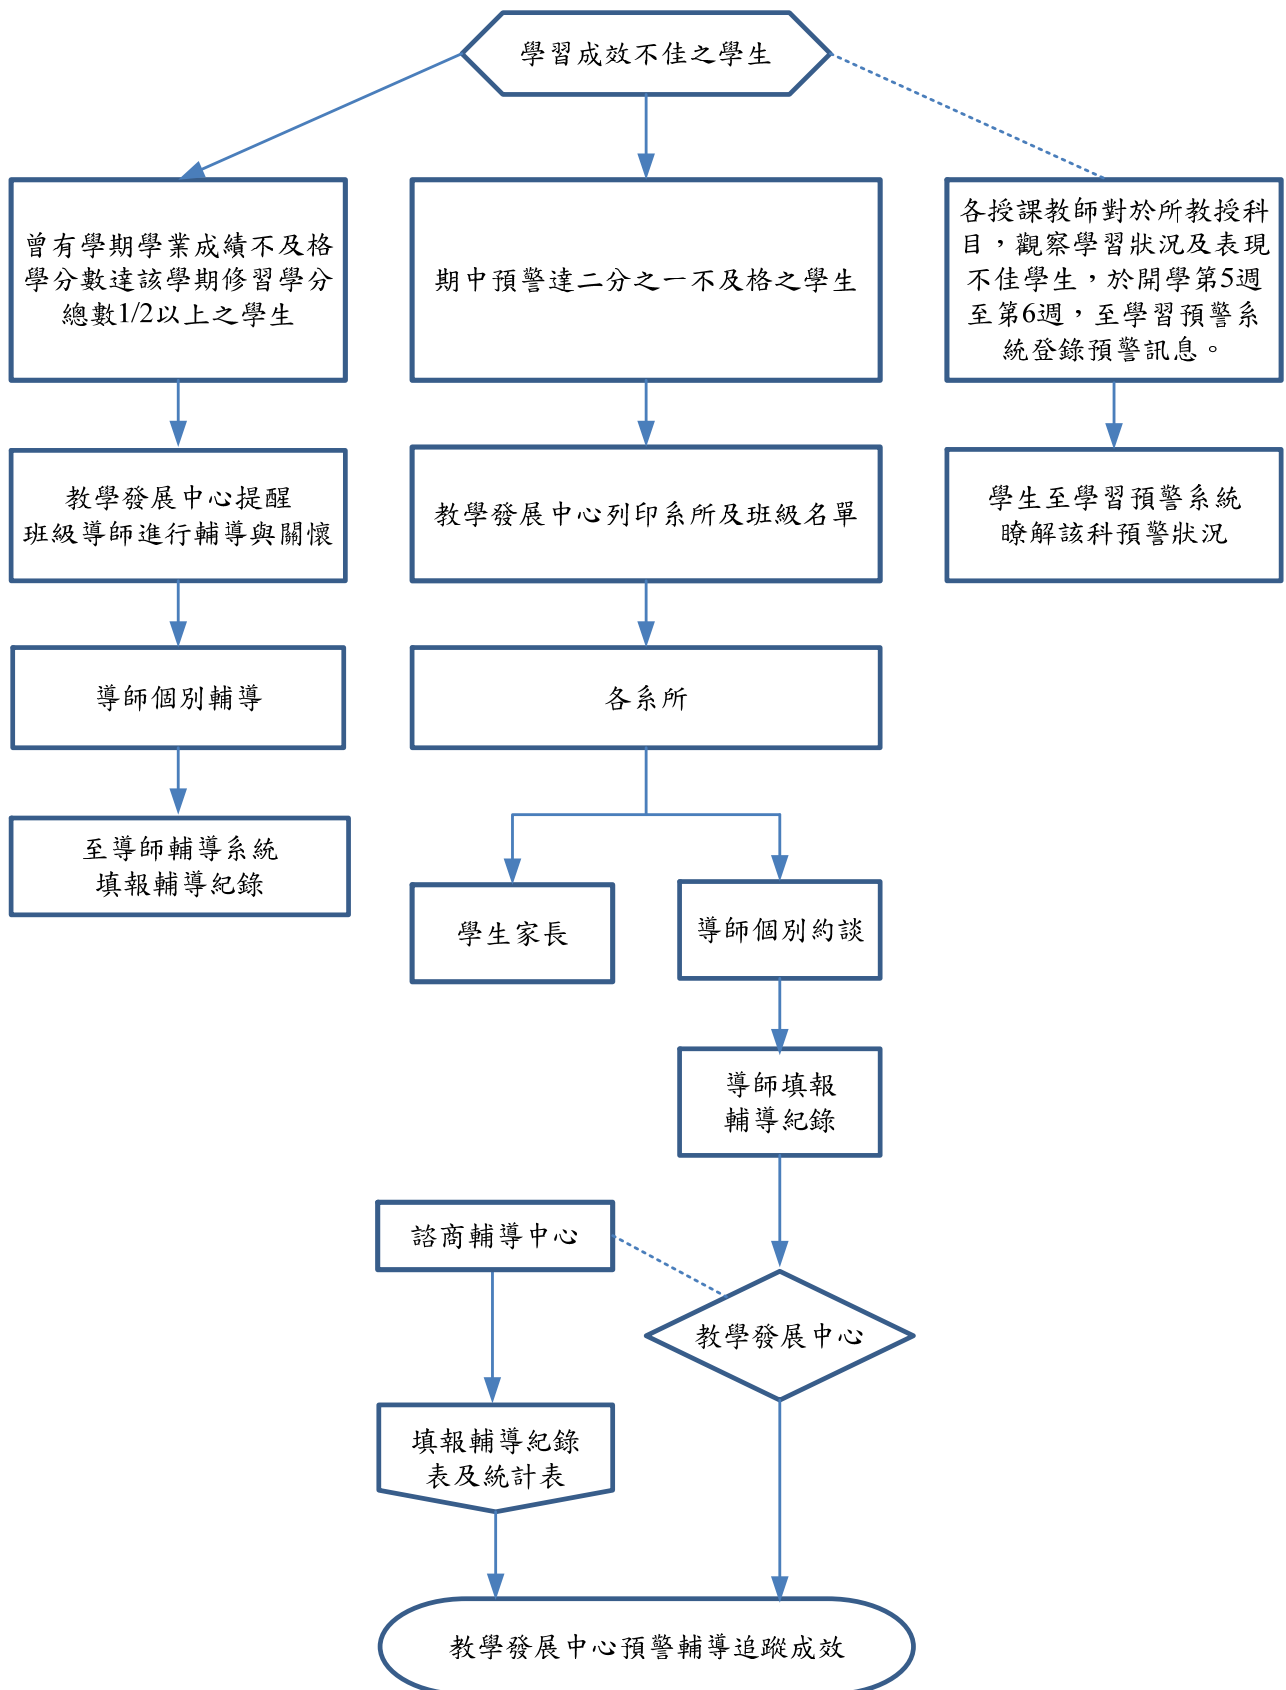 學習成效不佳之學生
曾有學期學業成績不及格
學分數達該學期修習學分
總數1/2以上之學生
期中預警達二分之一不及格之學生
各授課教師對於所教授科
目，觀察學習狀況及表現
不佳學生，於開學第5週
至第6週，至學習預警系
統登錄預警訊息。
教學發展中心提醒
班級導師進行輔導與關懷
教學發展中心列印系所及班級名單
學生至學習預警系統
瞭解該科預警狀況
導師個別輔導
各系所
至導師輔導系統
填報輔導紀錄
學生家長
導師個別約談
導師填報
輔導紀錄
諮商輔導中心
教學發展中心
填報輔導紀錄
表及統計表
教學發展中心預警輔導追蹤成效